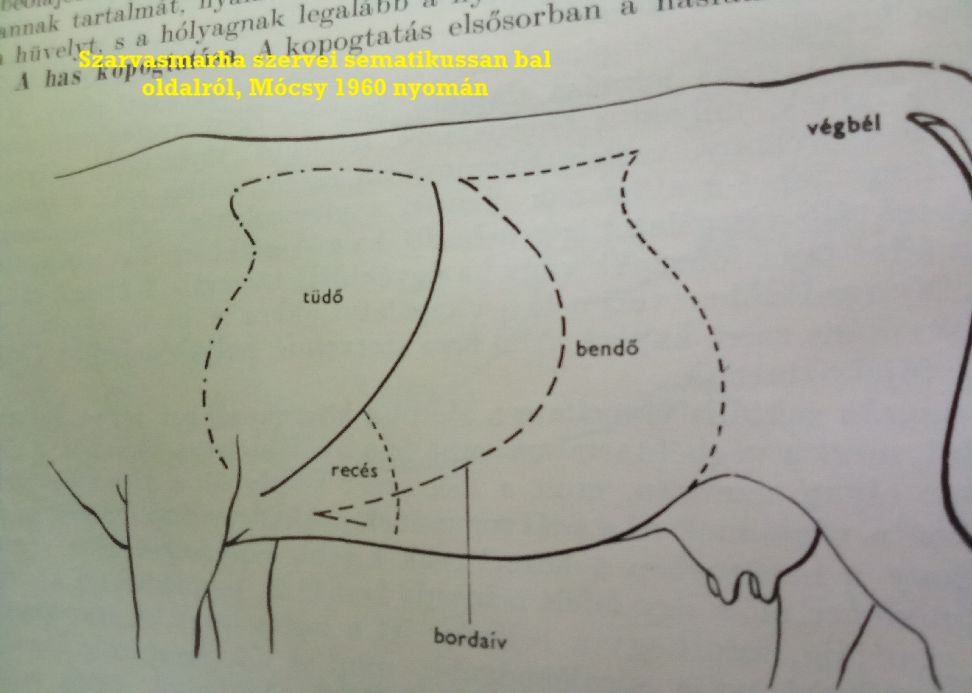 annak tartalmát,
hüvelyt, s a hólyagnak legalább a
A has kopogtatása. A kopogtatás elsősorban a
Szarvasmarha szervei sematikussan bal
oldalról, Mócsy 1960 nyomán
végbél
tüdő
bendő
recés
bordaív